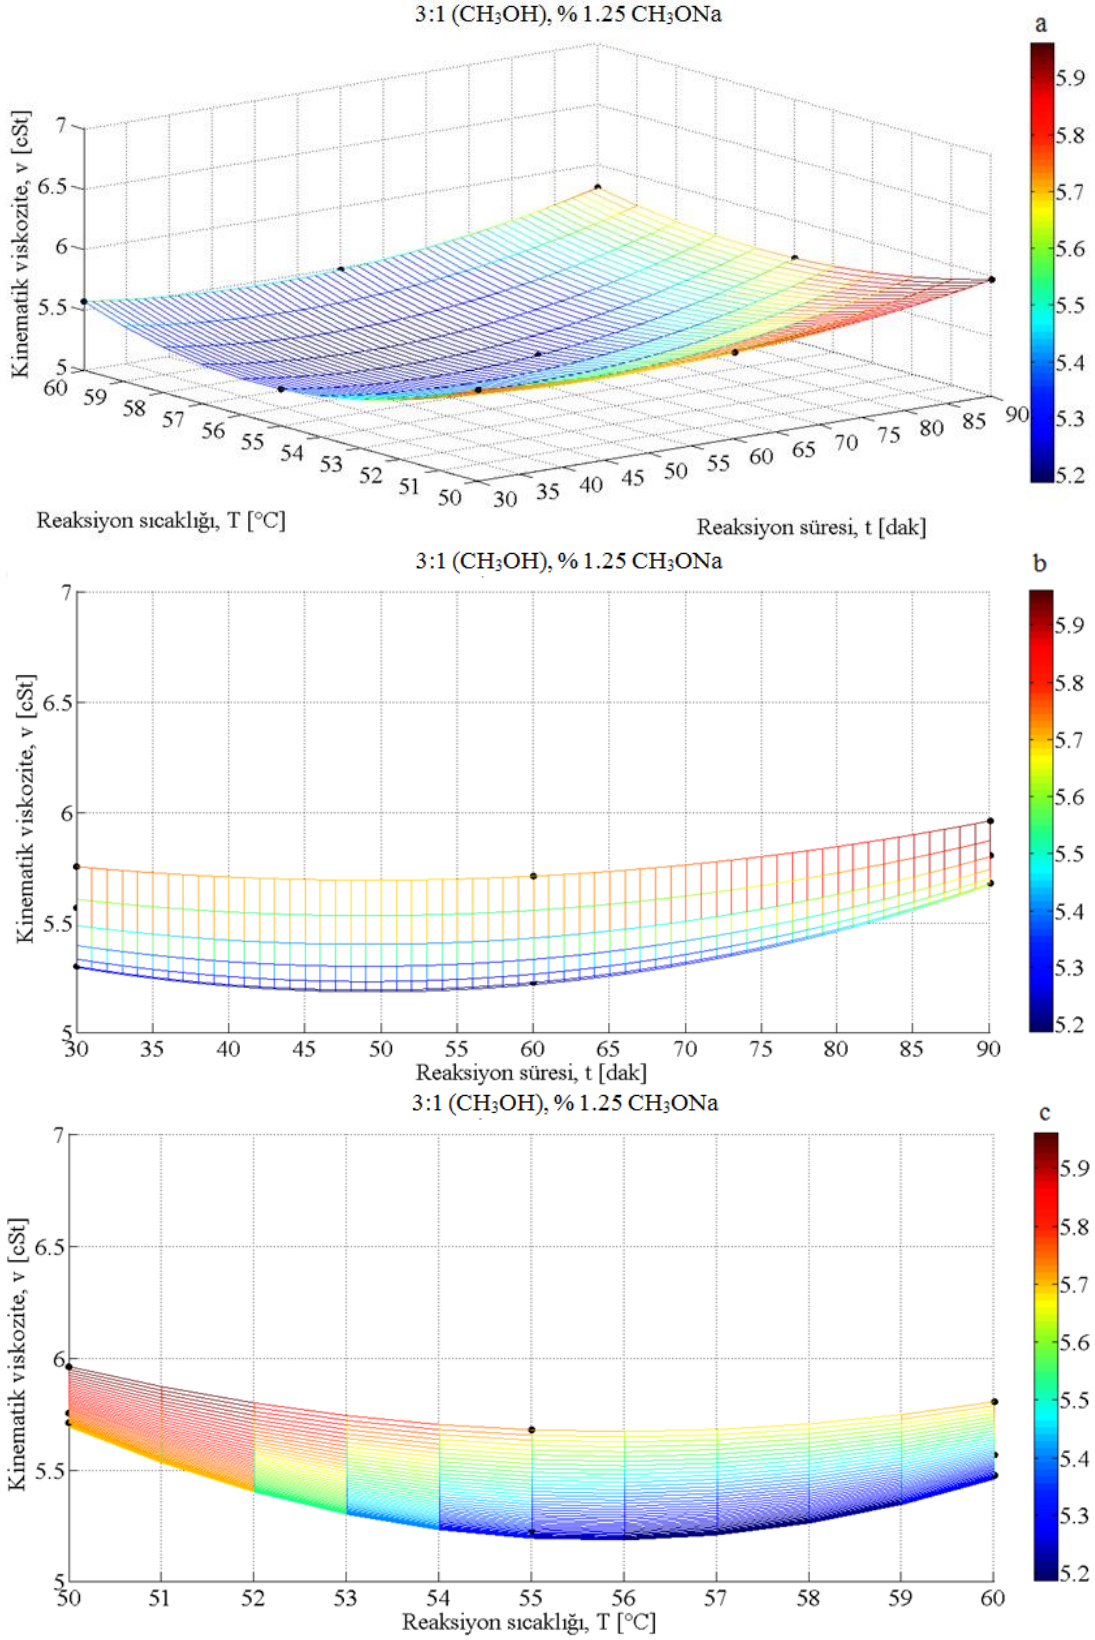 3:1 (CH₃OH), % 1.25 CH₃ONa
a
Kinematik viskozite, v [cSt]
7
6.5
6
5.5
5
60 59 58 57 56 55 54 53 52 51 50
30 35 40 45 50 55 60 65 70 75 80 85 90
Reaksiyon sıcaklığı, T [°C]
Reaksiyon süresi, t [dak]
5.9
5.8
5.7
5.6
5.5
5.4
5.3
5.2
3:1 (CH₃OH), % 1.25 CH₃ONa
b
Kinematik viskozite, v [cSt]
7
6.5
6
5.5
5
30 35 40 45 50 55 60 65 70 75 80 85 90
Reaksiyon süresi, t [dak]
5.9
5.8
5.7
5.6
5.5
5.4
5.3
5.2
3:1 (CH₃OH), % 1.25 CH₃ONa
c
Kinematik viskozite, v [cSt]
7
6.5
6
5.5
5
50 51 52 53 54 55 56 57 58 59 60
Reaksiyon sıcaklığı, T [°C]
5.9
5.8
5.7
5.6
5.5
5.4
5.3
5.2